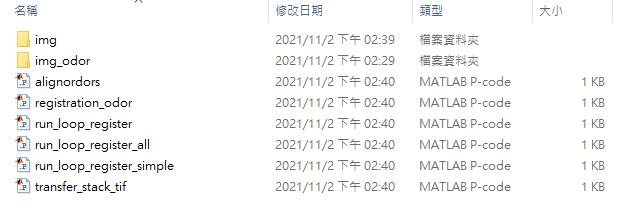 名稱 修改日期 類型 大小
img 2021/11/2 下午 02:39 檔案資料夾
img_odor 2021/11/2 下午 02:29 檔案資料夾
alignordors 2021/11/2 下午 02:40 MATLAB P-code 1 KB
registration_odor 2021/11/2 下午 02:40 MATLAB P-code 1 KB
run_loop_register 2021/11/2 下午 02:40 MATLAB P-code 1 KB
run_loop_register_all 2021/11/2 下午 02:40 MATLAB P-code 1 KB
run_loop_register_simple 2021/11/2 下午 02:40 MATLAB P-code 1 KB
transfer_stack_tif 2021/11/2 下午 02:40 MATLAB P-code 1 KB